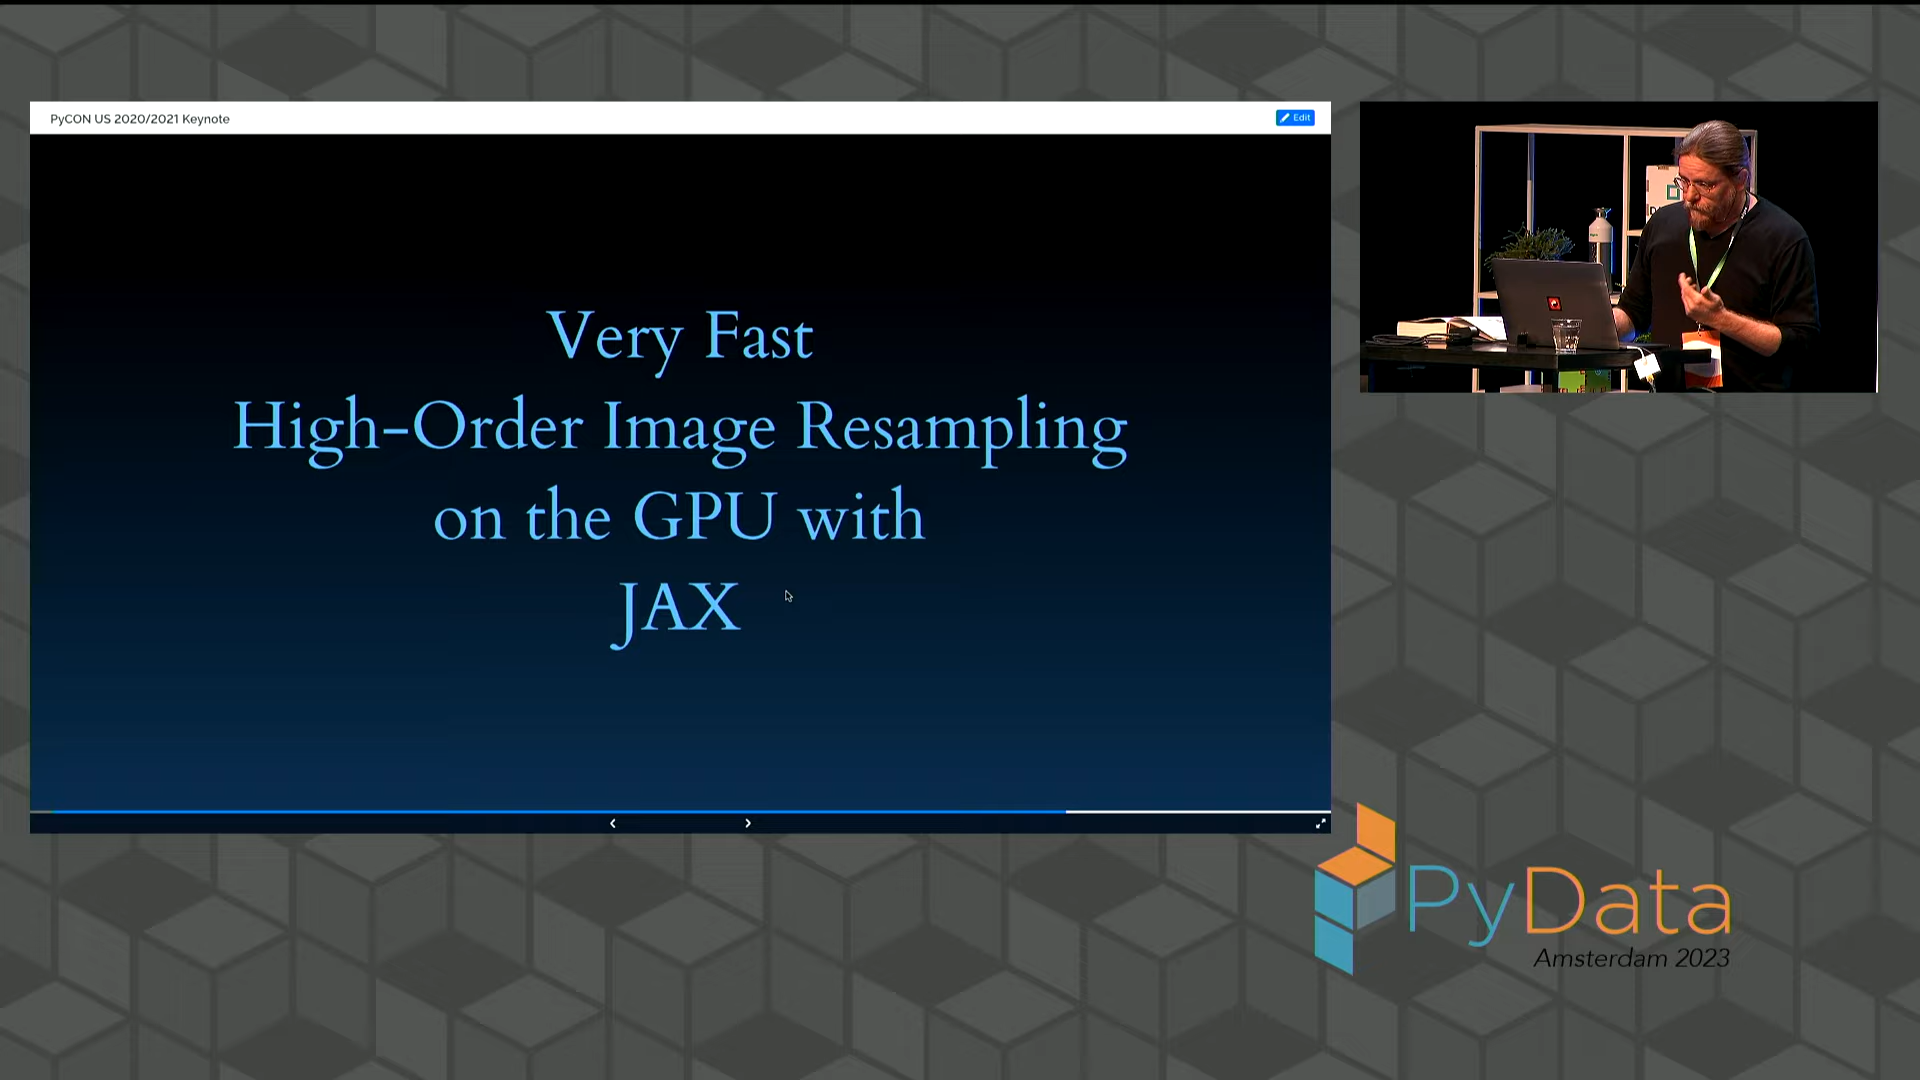 PyCON US 2020/2021 Keynote
Edit
Very Fast
High-Order Image Resampling
on the GPU with
JAX
PyData
Amsterdam 2023